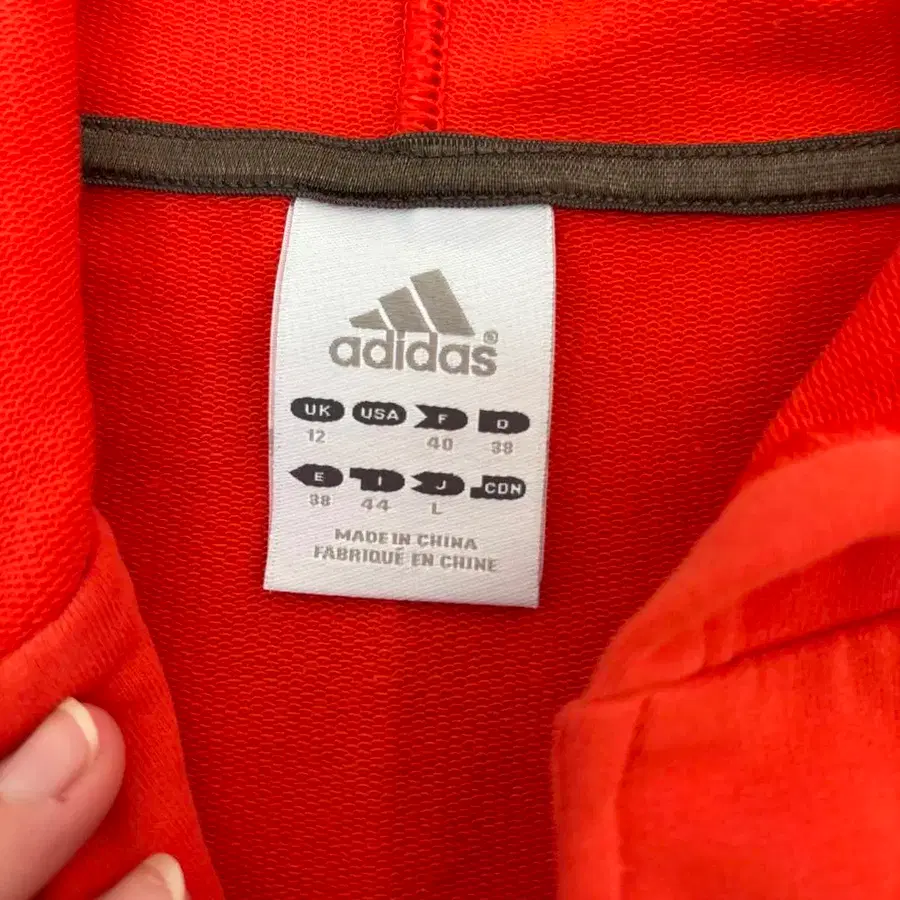 adidas®
UK USA F D
12 40 38
E I J CDN
38 44 L
MADE IN CHINA
FABRIQUÉ EN CHINE